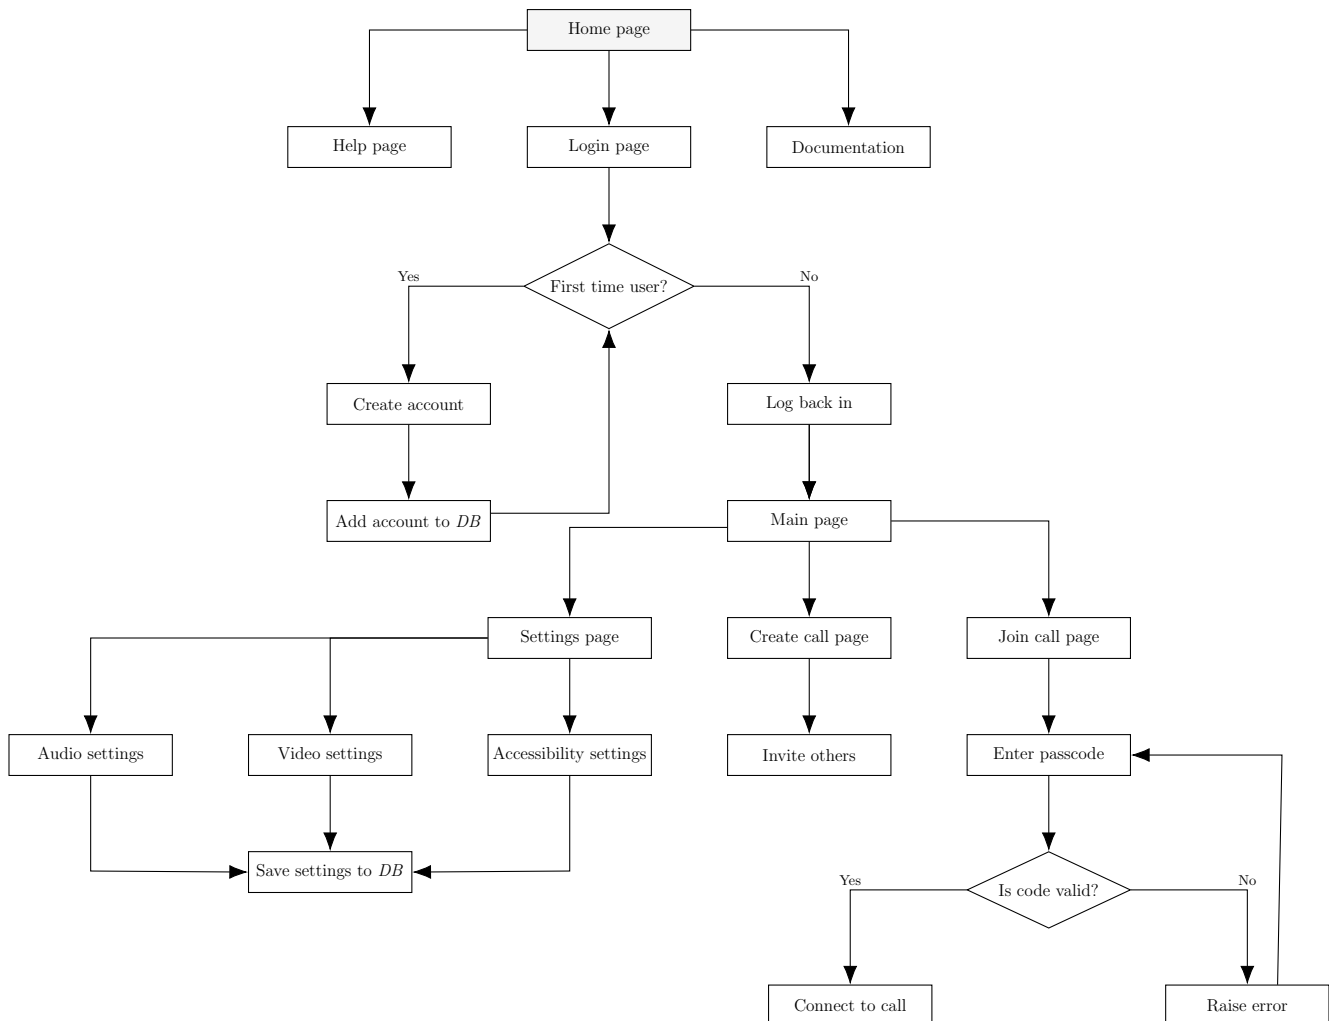 Home page
Help page
Login page
Documentation
Yes
First time user?
No
Create account
Log back in
Add account to DB
Main page
Settings page
Create call page
Join call page
Audio settings
Video settings
Accessibility settings
Invite others
Enter passcode
Save settings to DB
Yes
Is code valid?
No
Connect to call
Raise error